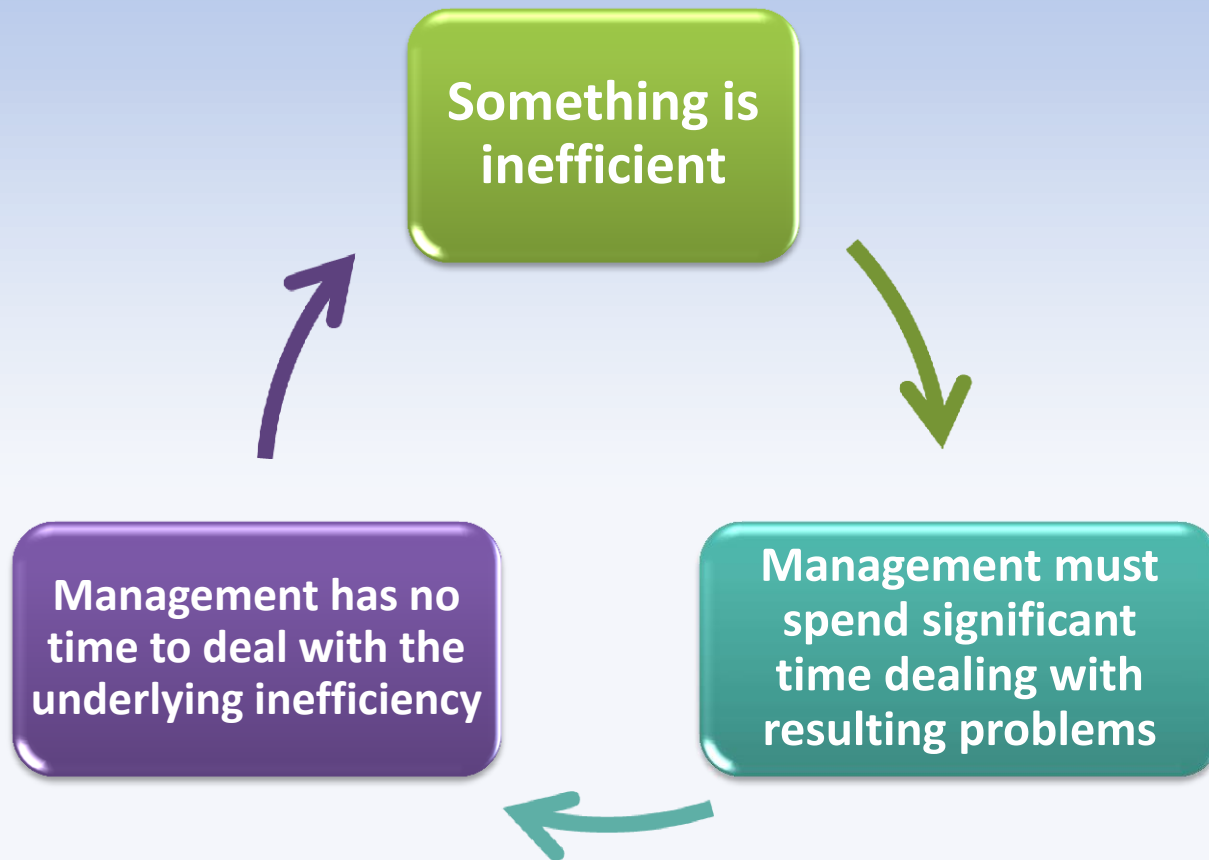 Something is
inefficient
Management must
spend significant
time dealing with
resulting problems
Management has no
time to deal with the
underlying inefficiency